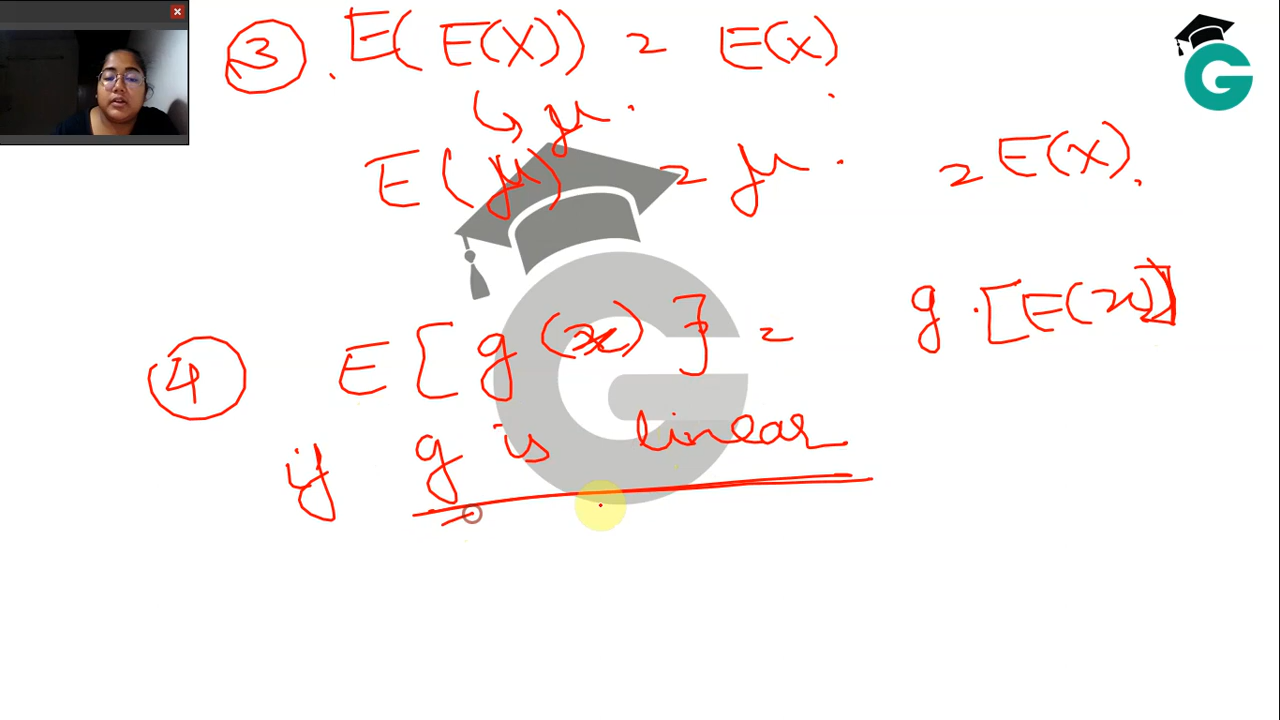 ③. E(E(X)) = E(X)
↳ μ.
E(μ) = μ. = E(X).
④ E[g(x)] = g.[E(x)]
if g is linear
G